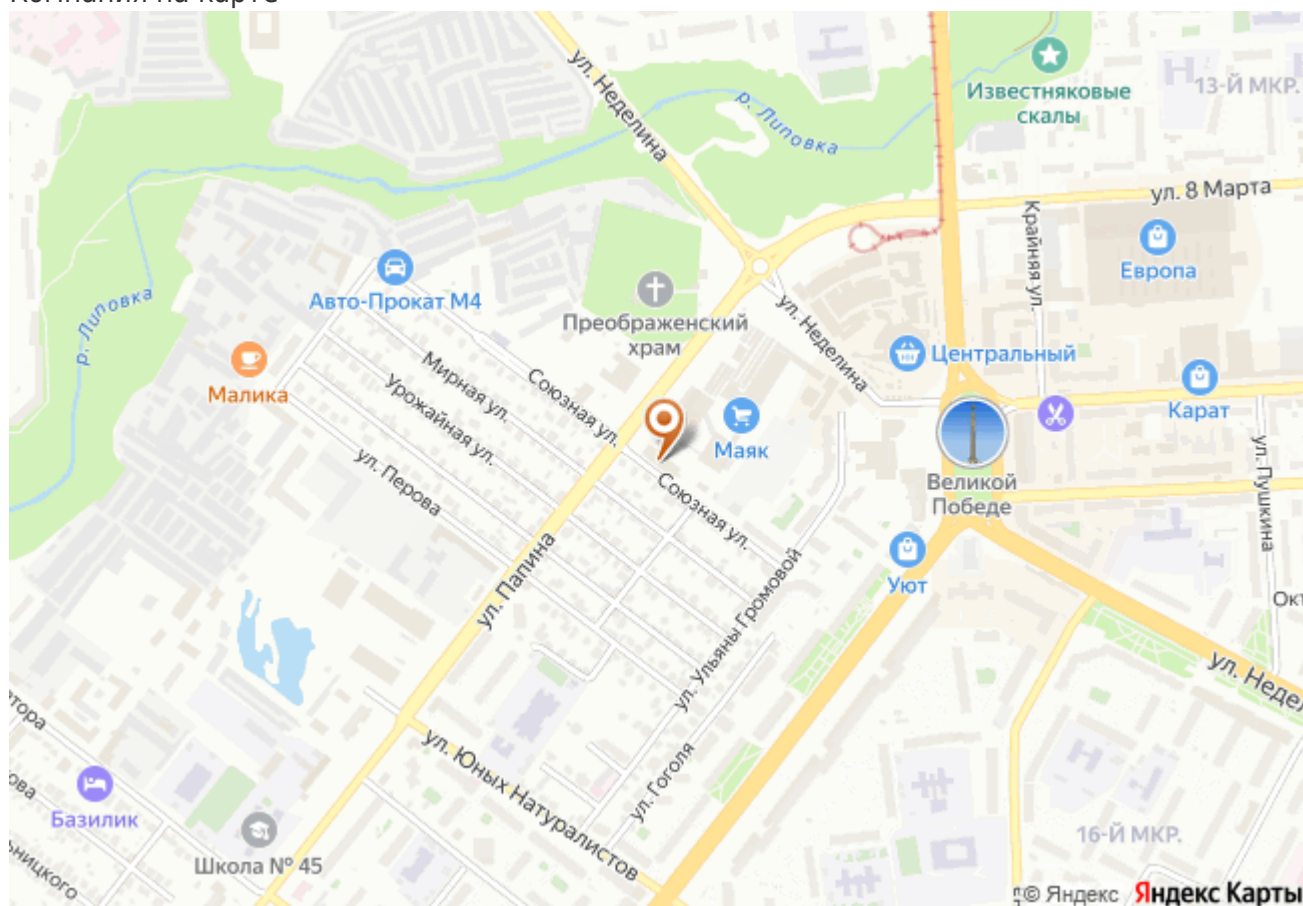 ул. Неделина
р. Липовка
Известняковые
скалы
13-Й МКР.
ул. 8 Марта
Крайняя ул.
Европа
р. Липовка
Авто-Прокат М4
Преображенский
храм
ул. Неделина
Центральный
Малика
Мирная ул.
Союзная ул.
Урожайная ул.
Маяк
Карат
ул. Перова
Союзная ул.
Великой
Победе
ул. Пушкина
ул. Папина
Уют
ул. Ульяны Громовой
Окт
ул. Недел
ул. Юных Натуралистов
ул. Гоголя
Базилик
Школа № 45
16-Й МКР.
© Яндекс Яндекс Карты